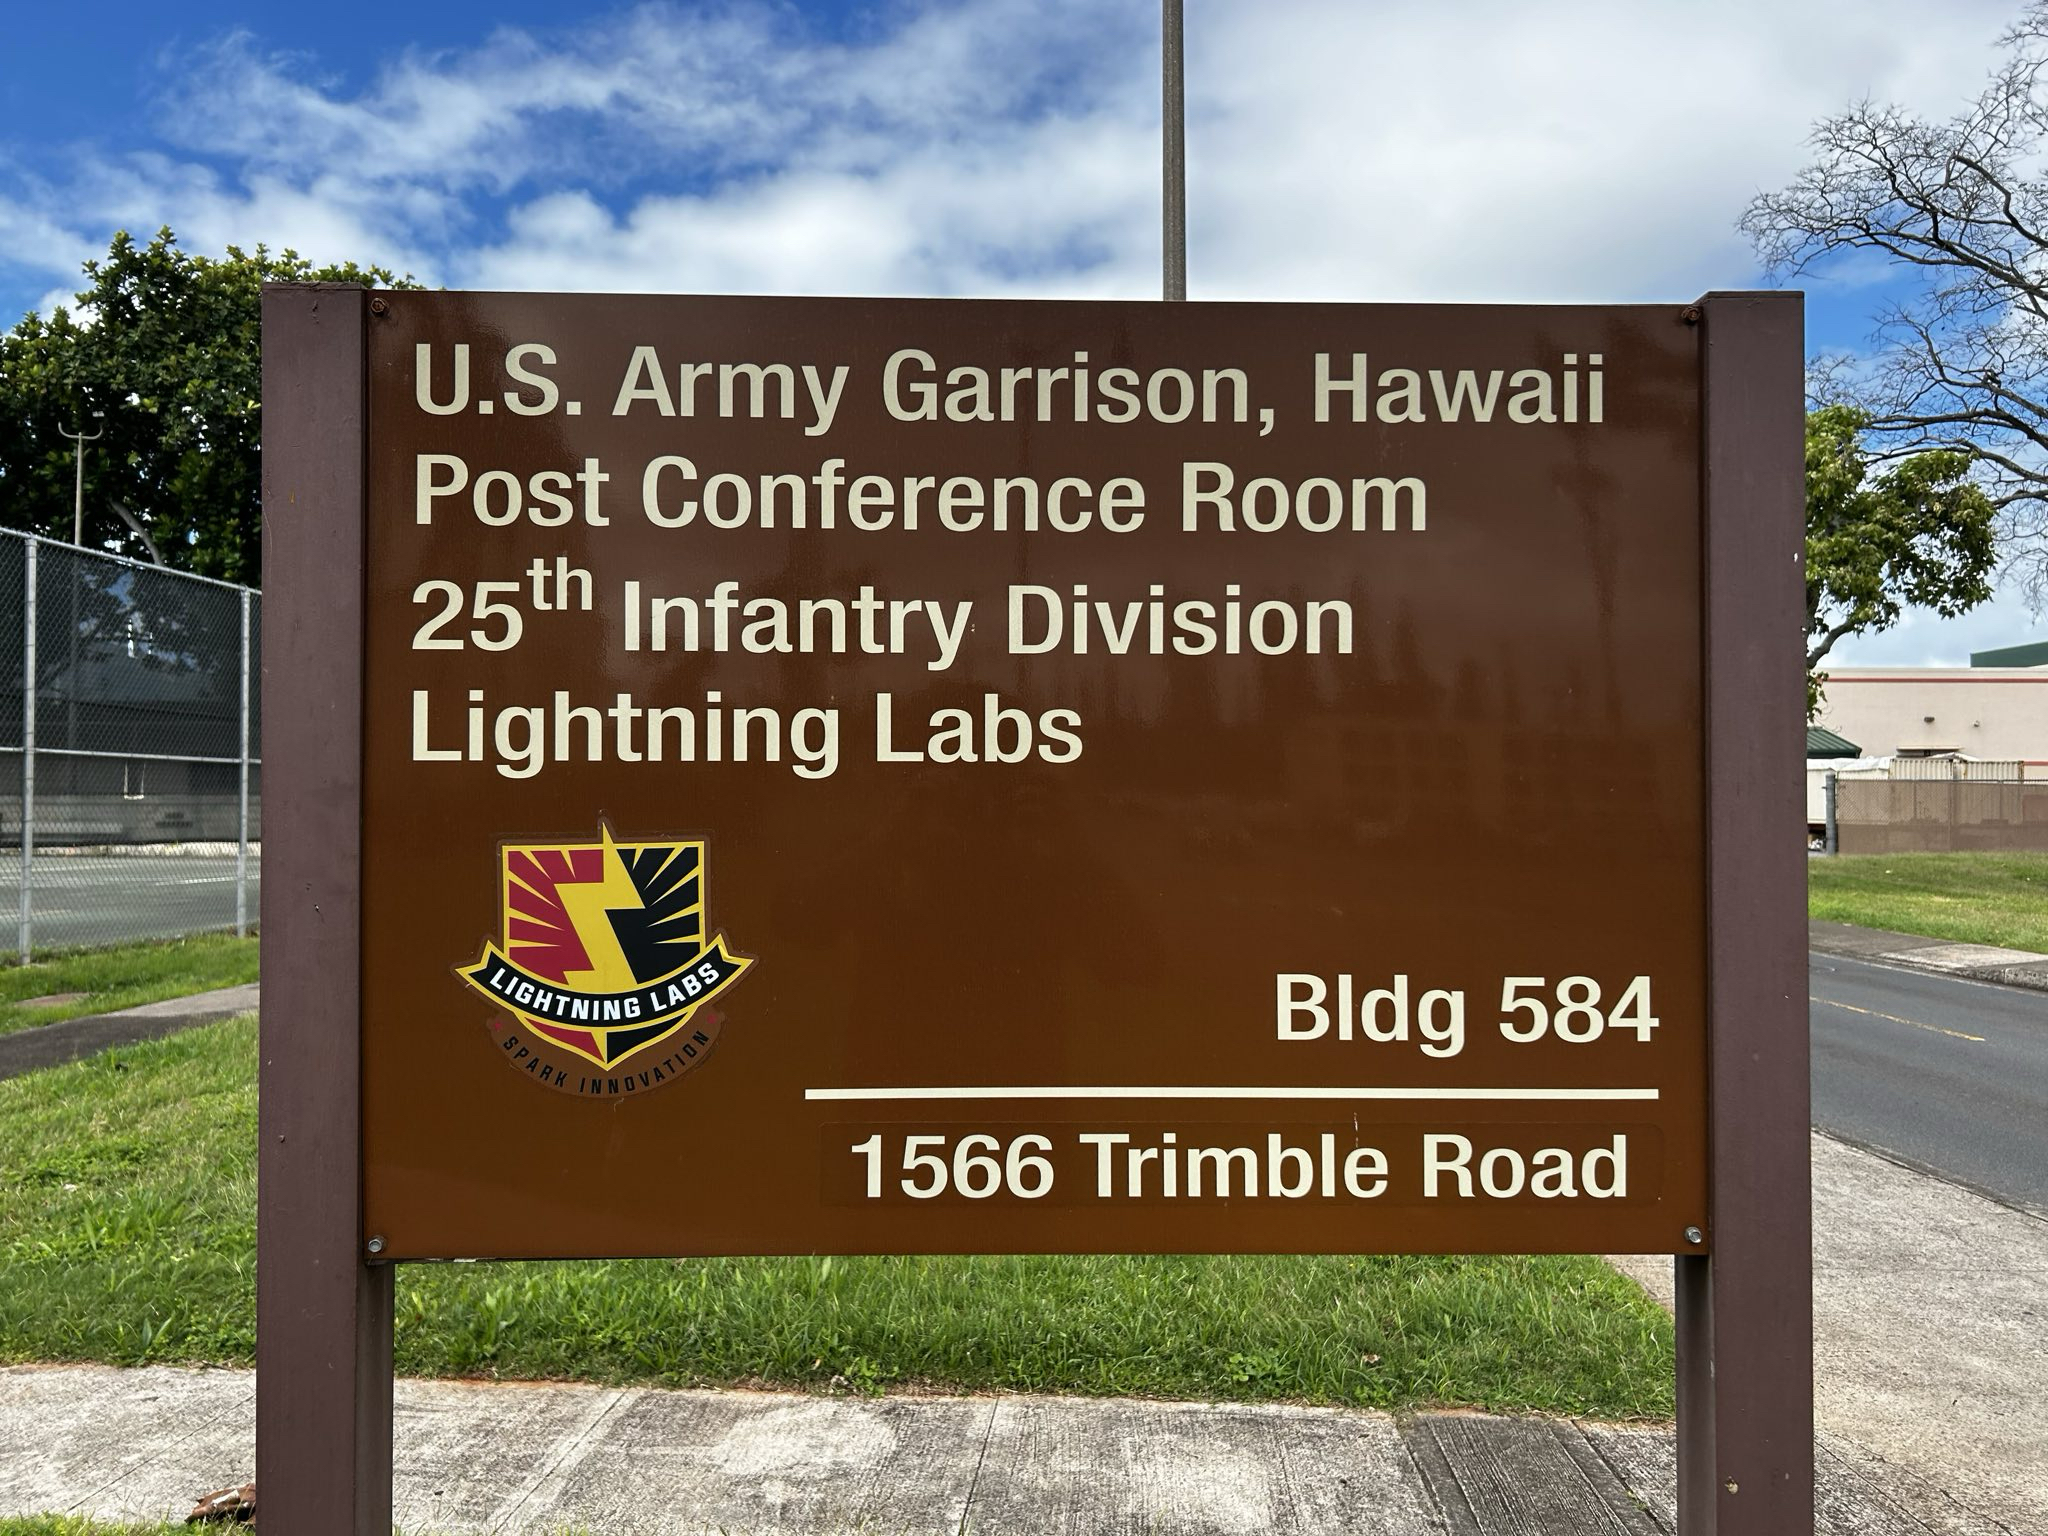 U.S. Army Garrison, Hawaii
Post Conference Room
25th Infantry Division
Lightning Labs
LIGHTNING LABS
SPARK INNOVATION
Bldg 584
1566 Trimble Road